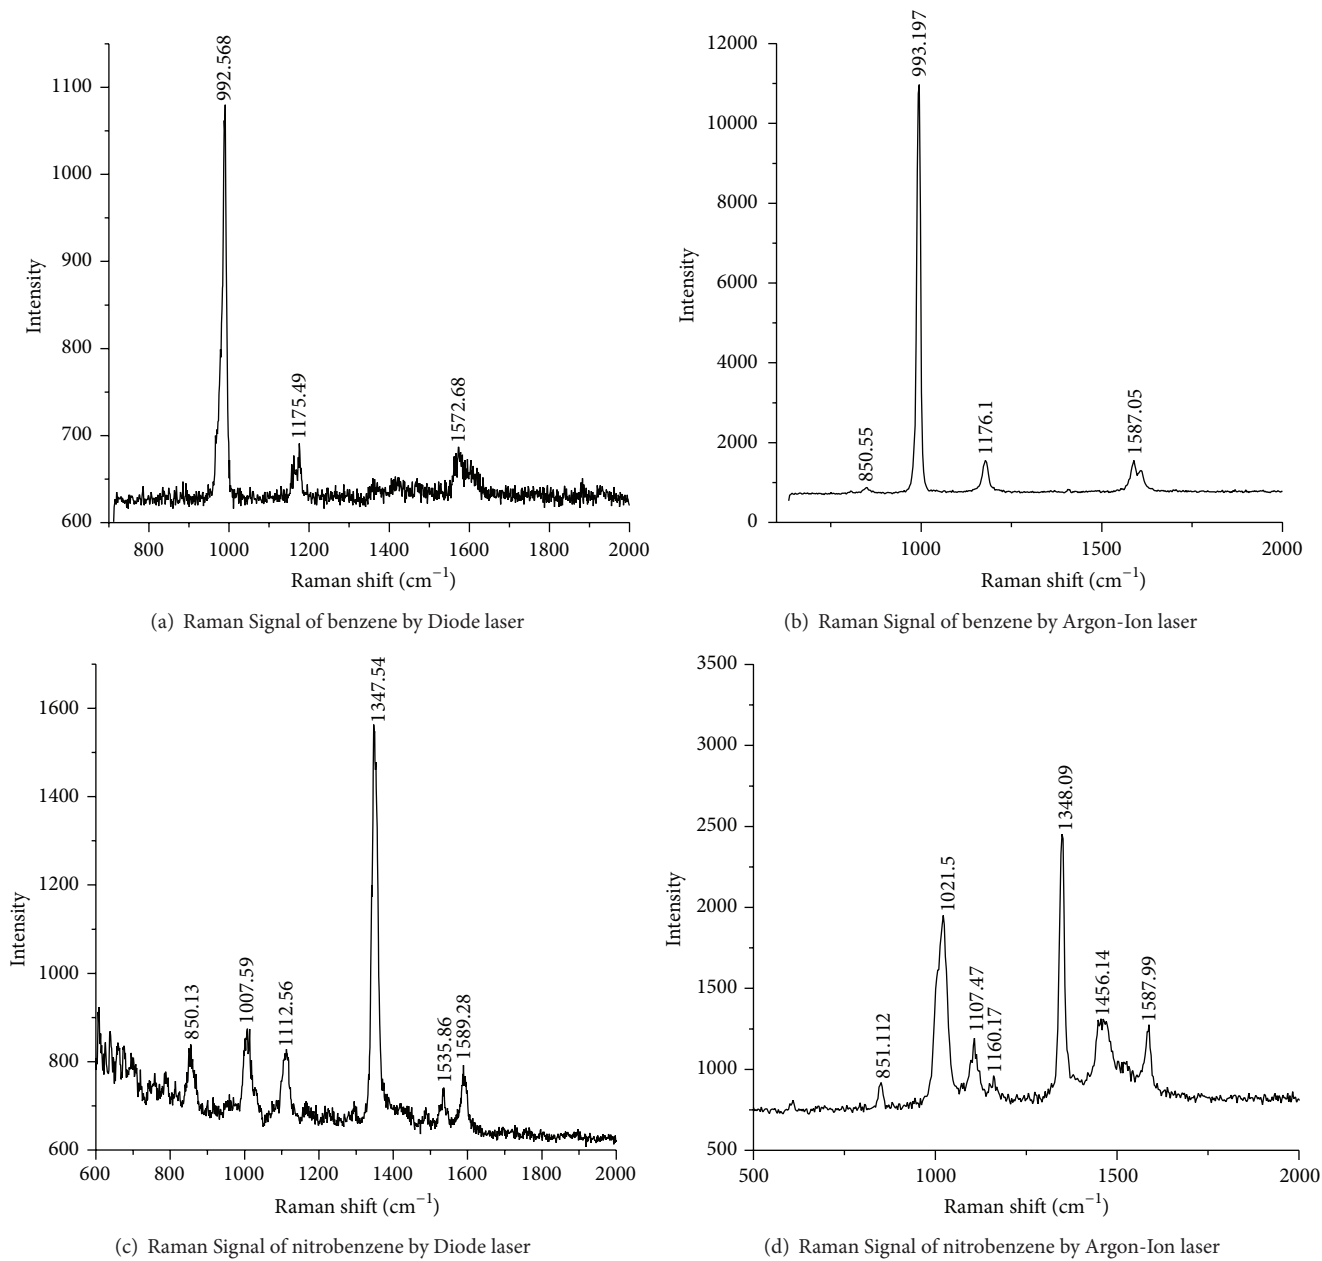 992.568
1175.49
1572.68
1100
1000
900
800
700
600
Intensity
800 1000 1200 1400 1600 1800 2000
Raman shift (cm−1)
(a) Raman Signal of benzene by Diode laser
850.55
993.197
1176.1
1587.05
12000
10000
8000
6000
4000
2000
0
Intensity
1000 1500 2000
Raman shift (cm−1)
(b) Raman Signal of benzene by Argon-Ion laser
850.13
1007.59
1112.56
1347.54
1535.86
1589.28
1600
1400
1200
1000
800
600
Intensity
600 800 1000 1200 1400 1600 1800 2000
Raman shift (cm−1)
(c) Raman Signal of nitrobenzene by Diode laser
851.112
1021.5
1107.47
1160.17
1348.09
1456.14
1587.99
3500
3000
2500
2000
1500
1000
500
Intensity
500 1000 1500 2000
Raman shift (cm−1)
(d) Raman Signal of nitrobenzene by Argon-Ion laser